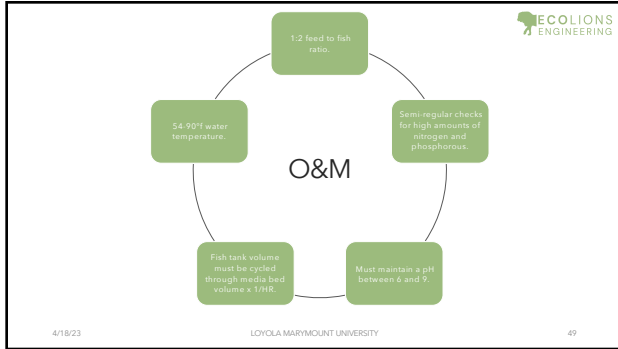 ECOLIONS
ENGINEERING
1:2 feed to fish
ratio.
Semi-regular checks
for high amounts of
nitrogen and
phosphorous.
Must maintain a pH
between 6 and 9.
Fish tank volume
must be cycled
through media bed
volume x 1/HR.
54-90°f water
temperature.
O&M
4/18/23
LOYOLA MARYMOUNT UNIVERSITY
49